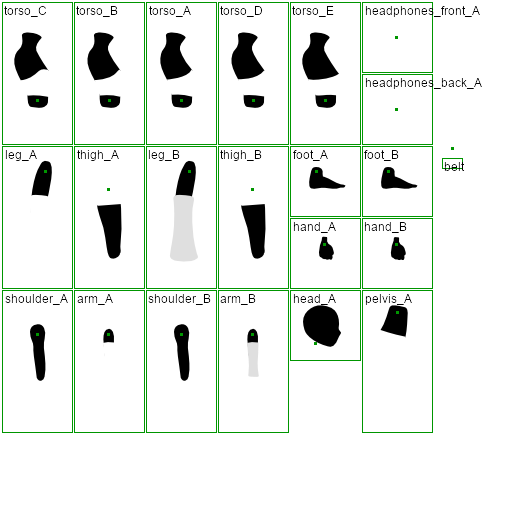 torso_C torso_B torso_A torso_D torso_E headphones_front_A
headphones_back_A
leg_A thigh_A leg_B thigh_B foot_A foot_B belt
hand_A hand_B
shoulder_A arm_A shoulder_B arm_B head_A pelvis_A